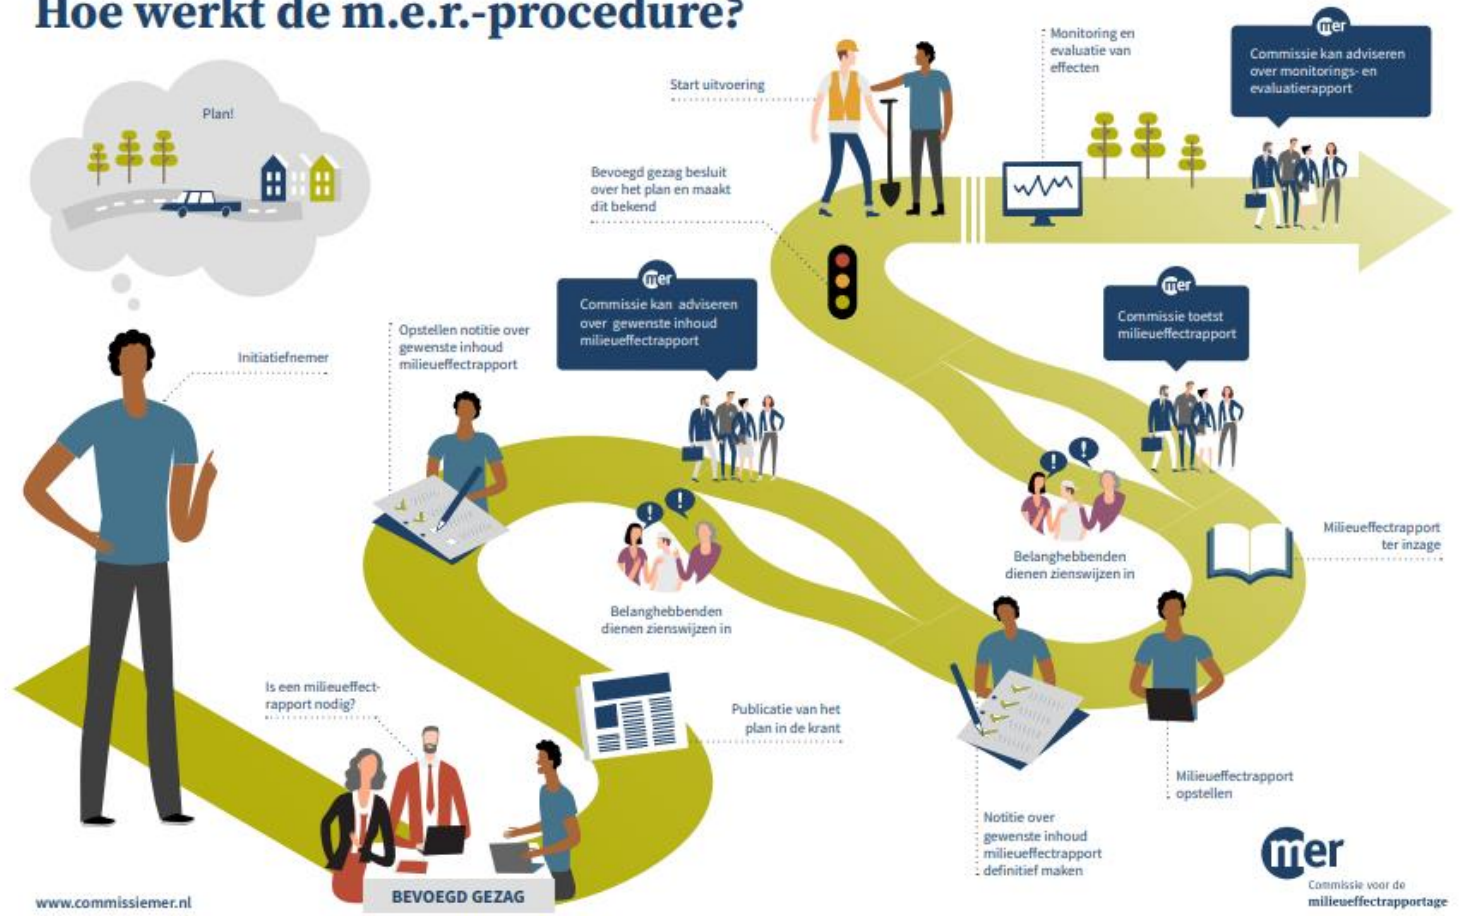 Hoe werkt de m.e.r.-procedure?
Plan!
Initiatiefnemer
Is een milieueffect-
rapport nodig?
BEVOEGD GEZAG
Publicatie van het
plan in de krant
Opstellen notitie over
gewenste inhoud
milieueffectrapport
mer
Commissie kan adviseren
over gewenste inhoud
milieueffectrapport
!
!
Belanghebbenden
dienen zienswijzen in
Notitie over
gewenste inhoud
milieueffectrapport
definitief maken
Milieueffectrapport
opstellen
Milieueffectrapport
ter inzage
mer
Commissie toetst
milieueffectrapport
!
!
Belanghebbenden
dienen zienswijzen in
Bevoegd gezag besluit
over het plan en maakt
dit bekend
Start uitvoering
Monitoring en
evaluatie van
effecten
mer
Commissie kan adviseren
over monitorings- en
evaluatierapport
www.commissiemer.nl
mer
Commissie voor de
milieueffectrapportage